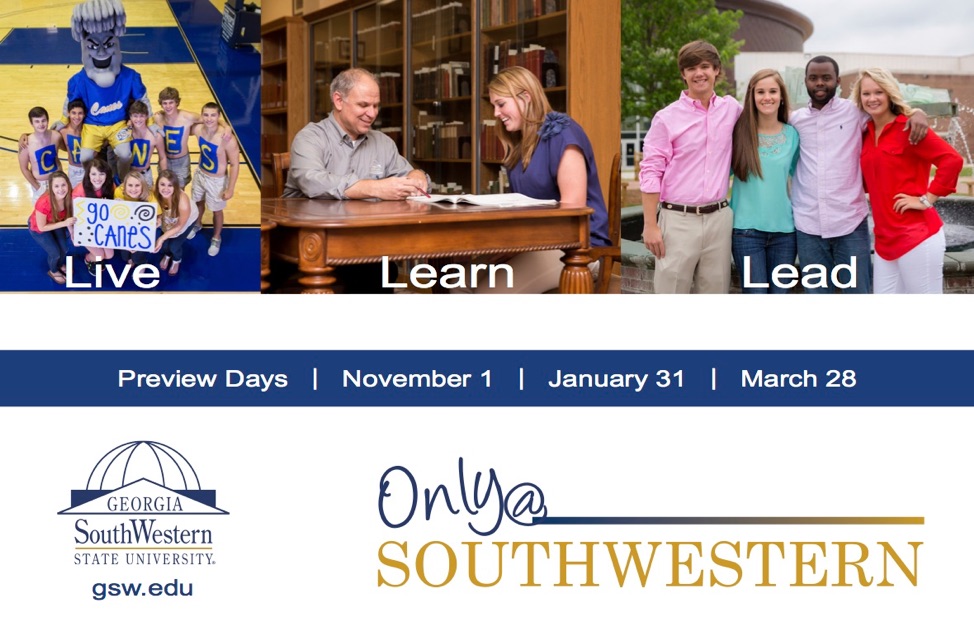 Canes
C A N E S
go
CANES
Live
Learn
Lead
Preview Days | November 1 | January 31 | March 28
GEORGIA
SouthWestern
STATE UNIVERSITY®
gsw.edu
Only@
SOUTHWESTERN